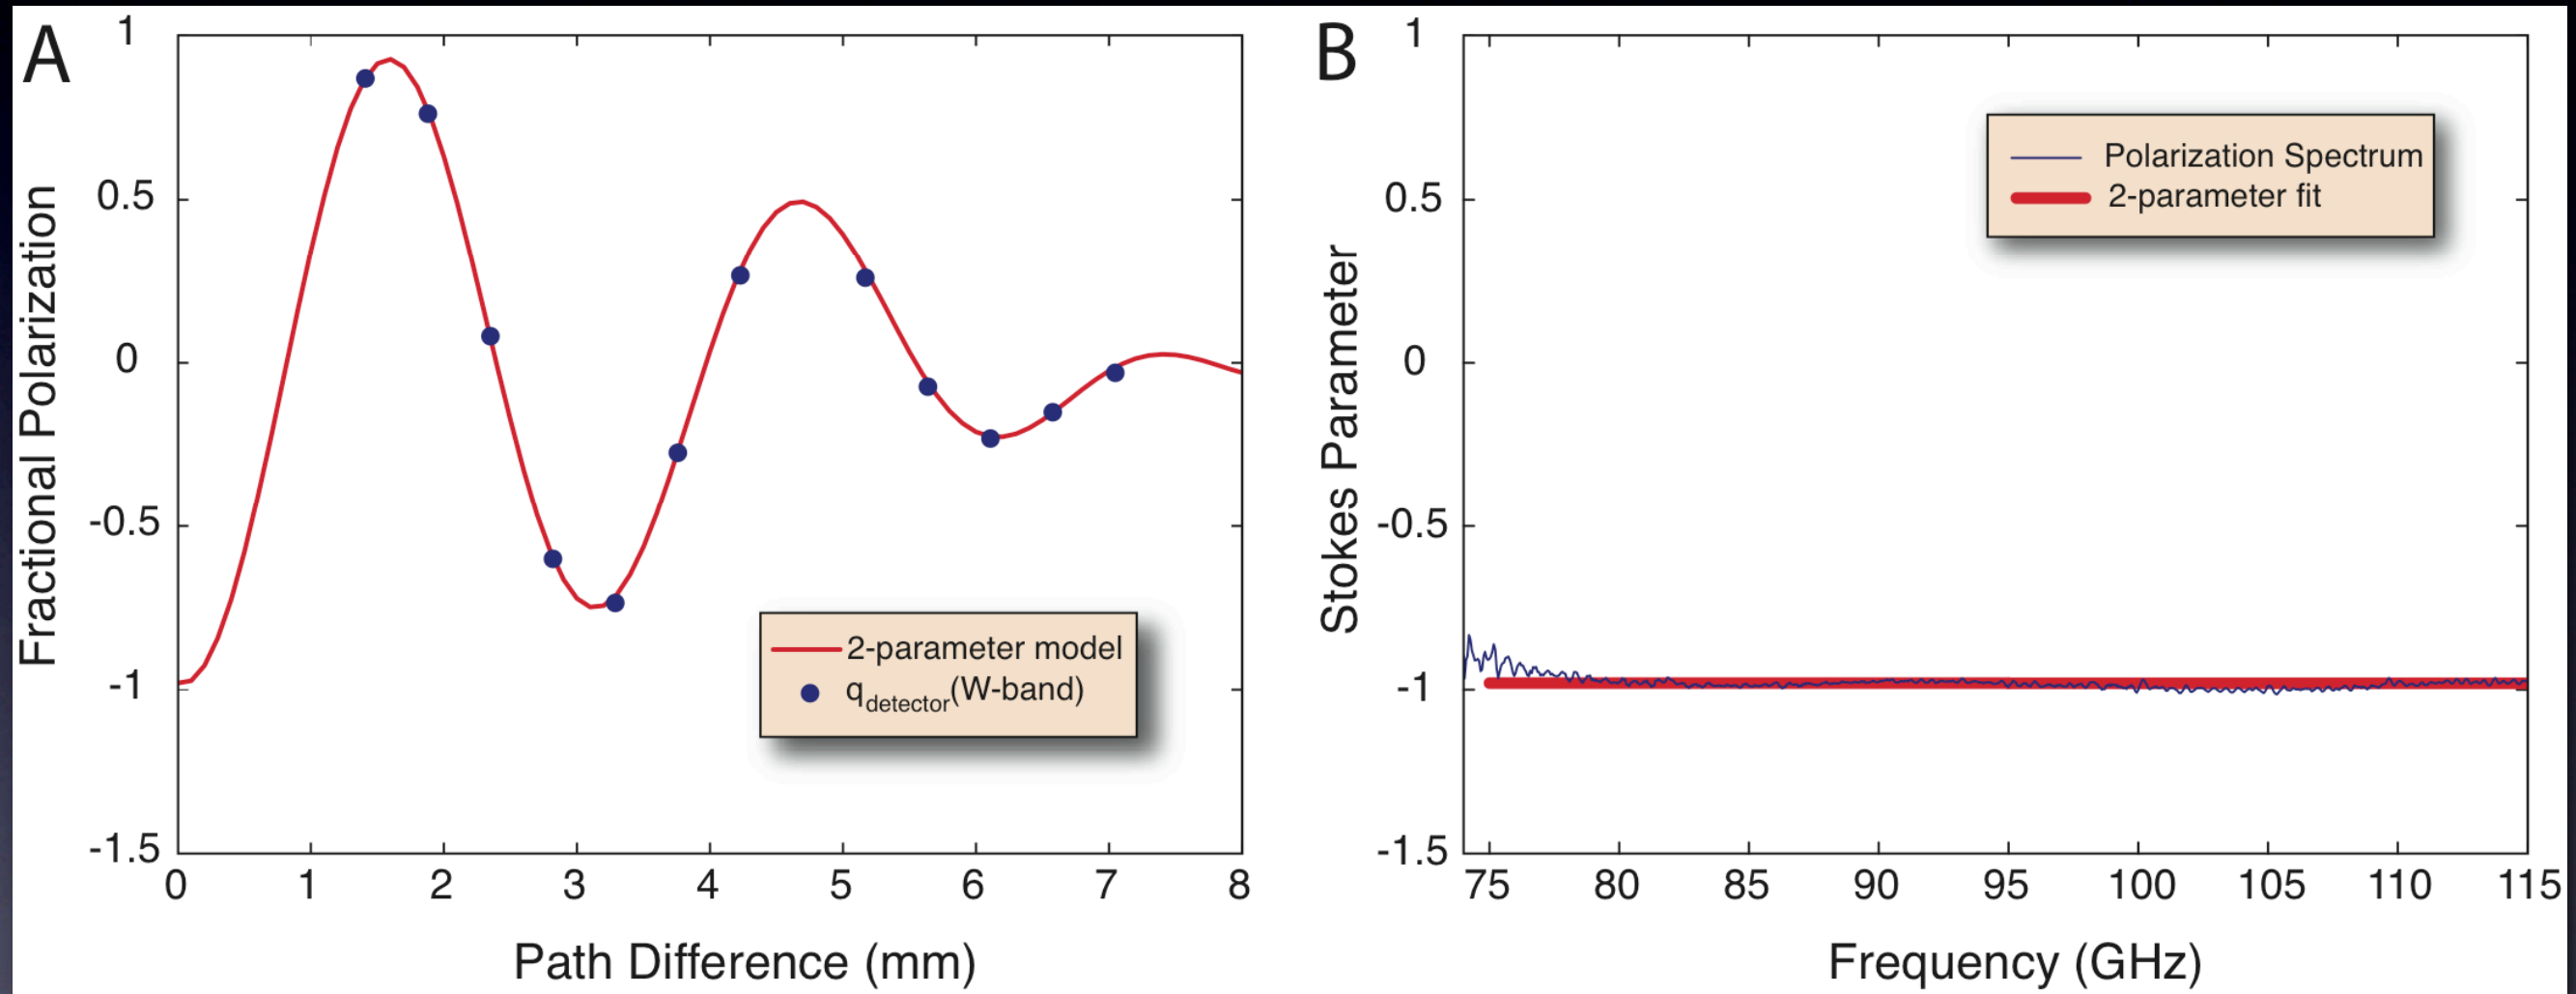 A
1
0.5
0
-0.5
-1
-1.5
Fractional Polarization
2-parameter model
qdetector(W-band)
0 1 2 3 4 5 6 7 8
Path Difference (mm)
B
1
0.5
0
-0.5
-1
-1.5
Stokes Parameter
Polarization Spectrum
2-parameter fit
75 80 85 90 95 100 105 110 115
Frequency (GHz)